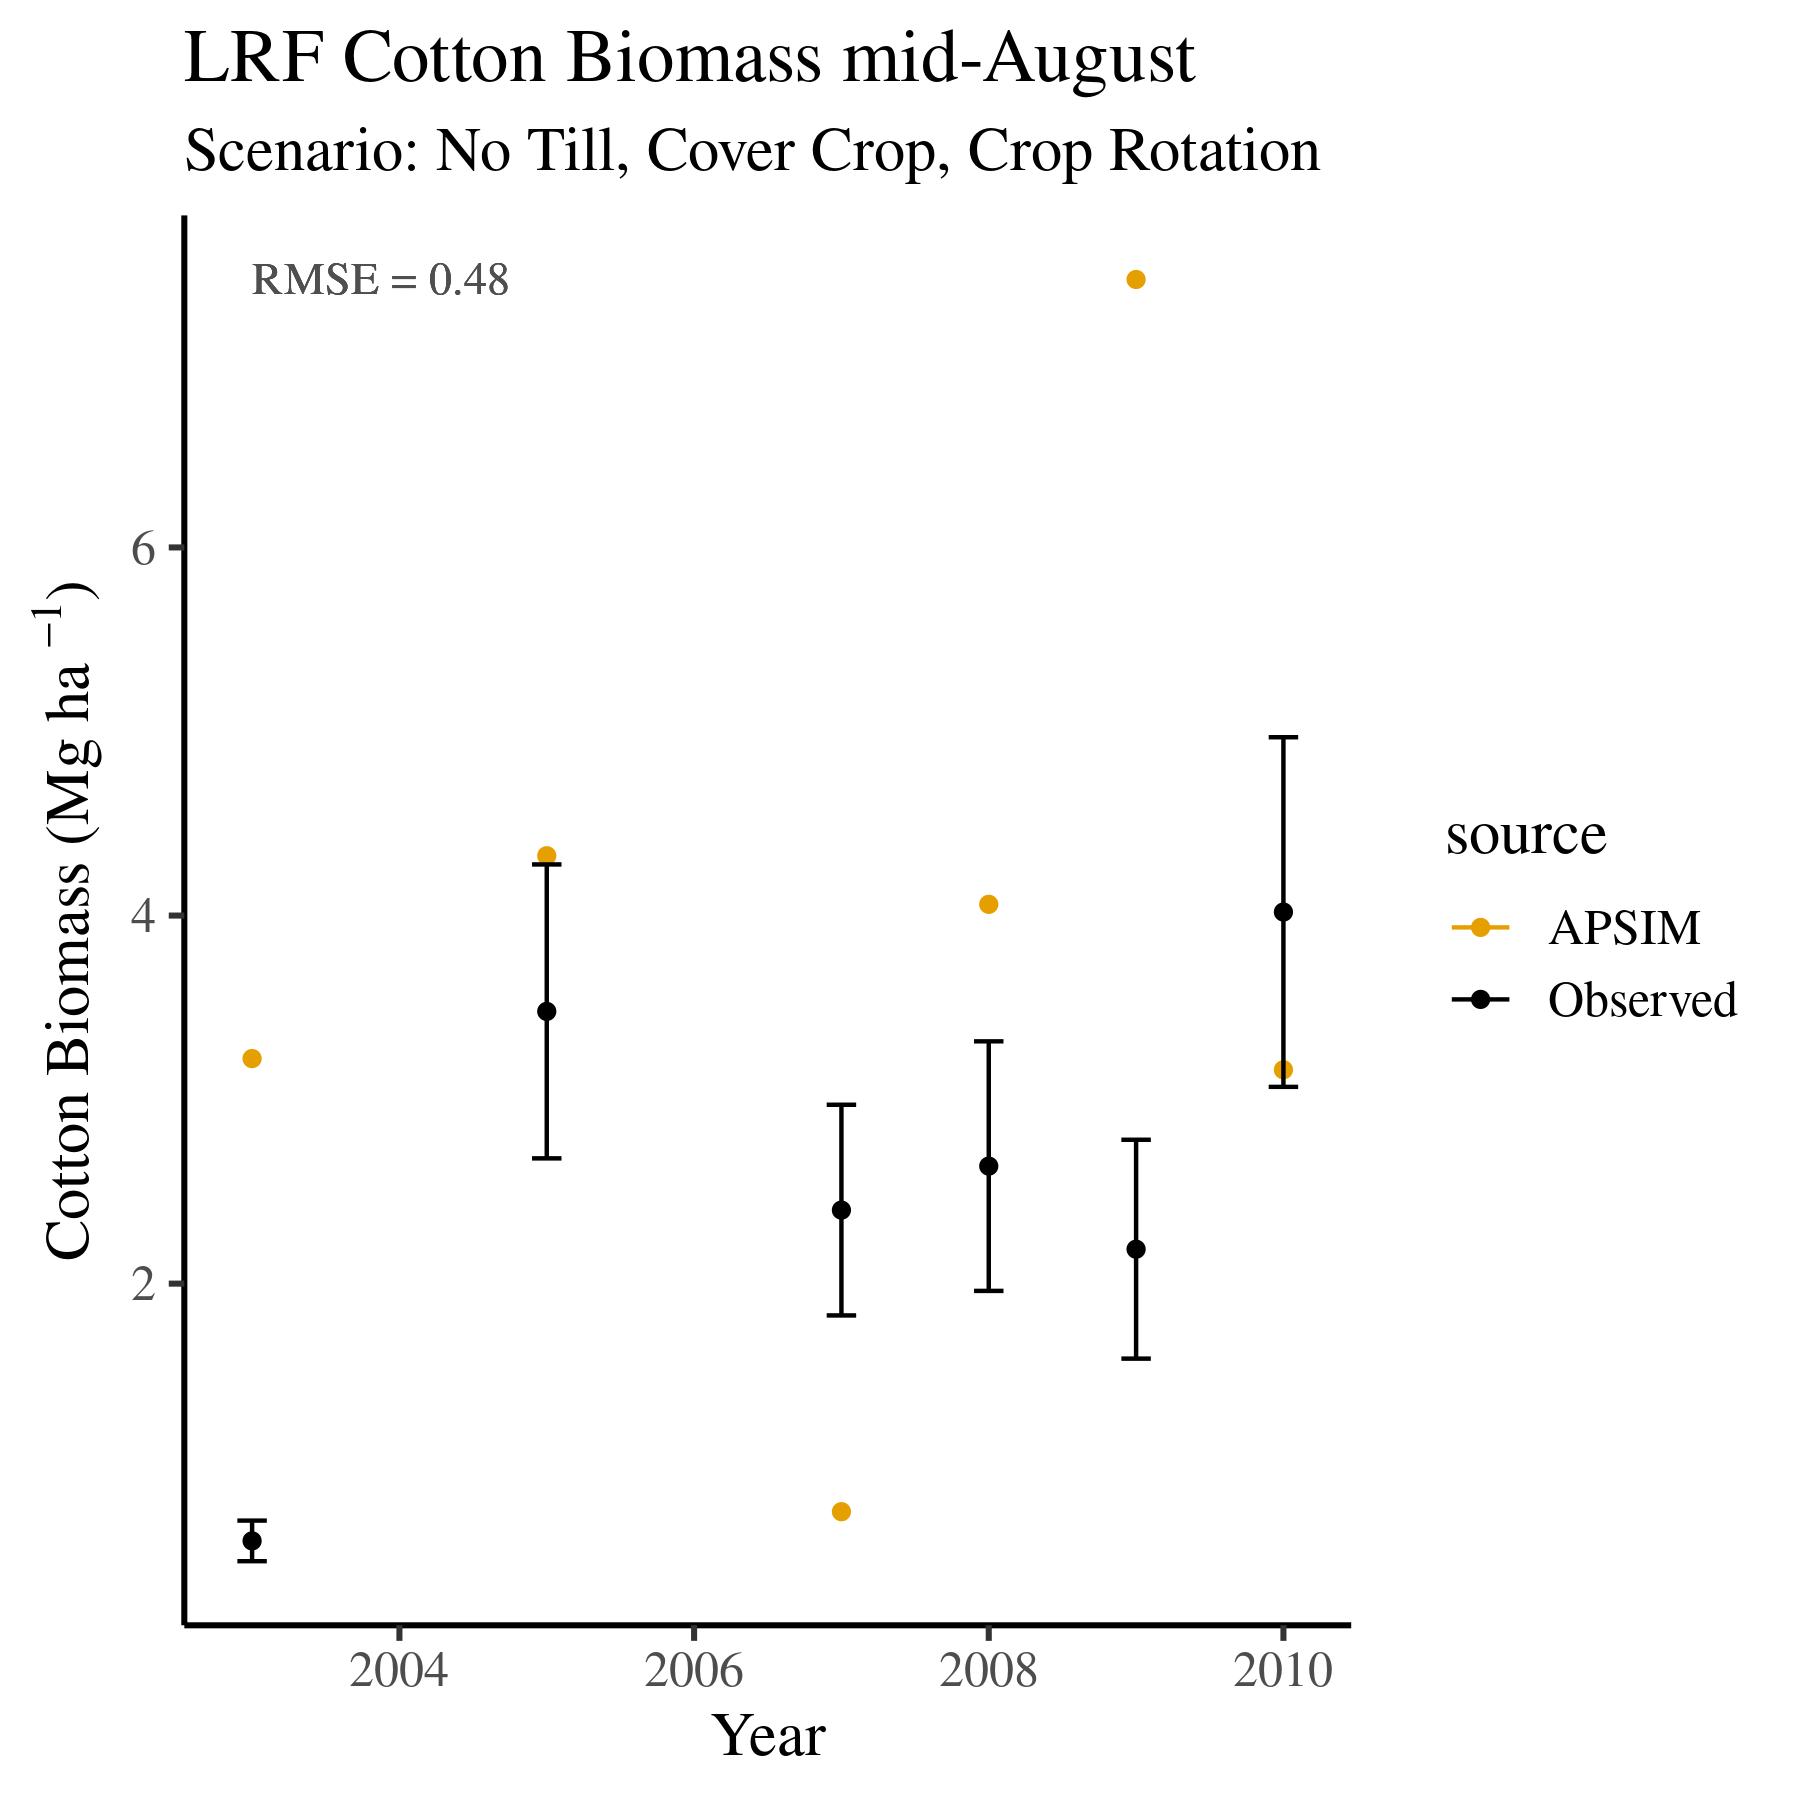 LRF Cotton Biomass mid-August
Scenario: No Till, Cover Crop, Crop Rotation
RMSE = 0.48
6
4
2
Cotton Biomass (Mg ha −1)
2004 2006 2008 2010
Year
source
APSIM
Observed